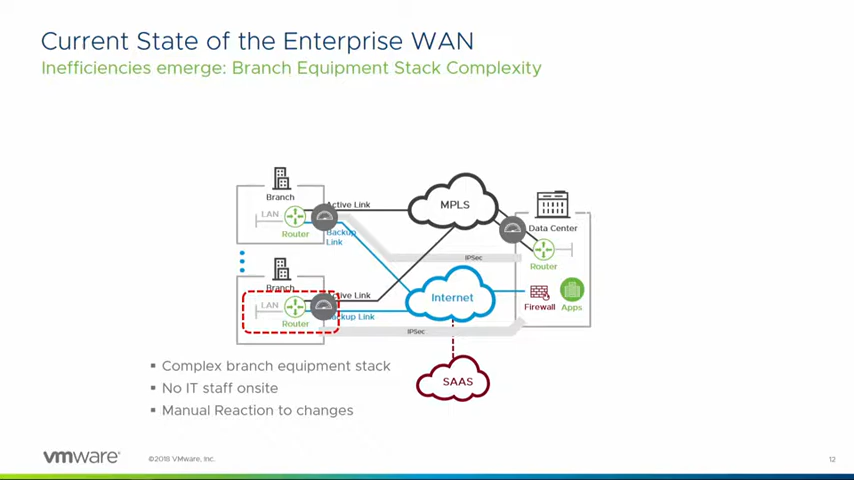 Current State of the Enterprise WAN
Inefficiencies emerge: Branch Equipment Stack Complexity
Branch
LAN
Router
Active Link
Backup
Link
MPLS
Data Center
Router
IPSec
Branch
LAN
Router
Active Link
Backup Link
Internet
Firewall
Apps
IPSec
SAAS
▪ Complex branch equipment stack
▪ No IT staff onsite
▪ Manual Reaction to changes
vmware®
©2018 VMware, Inc.
12